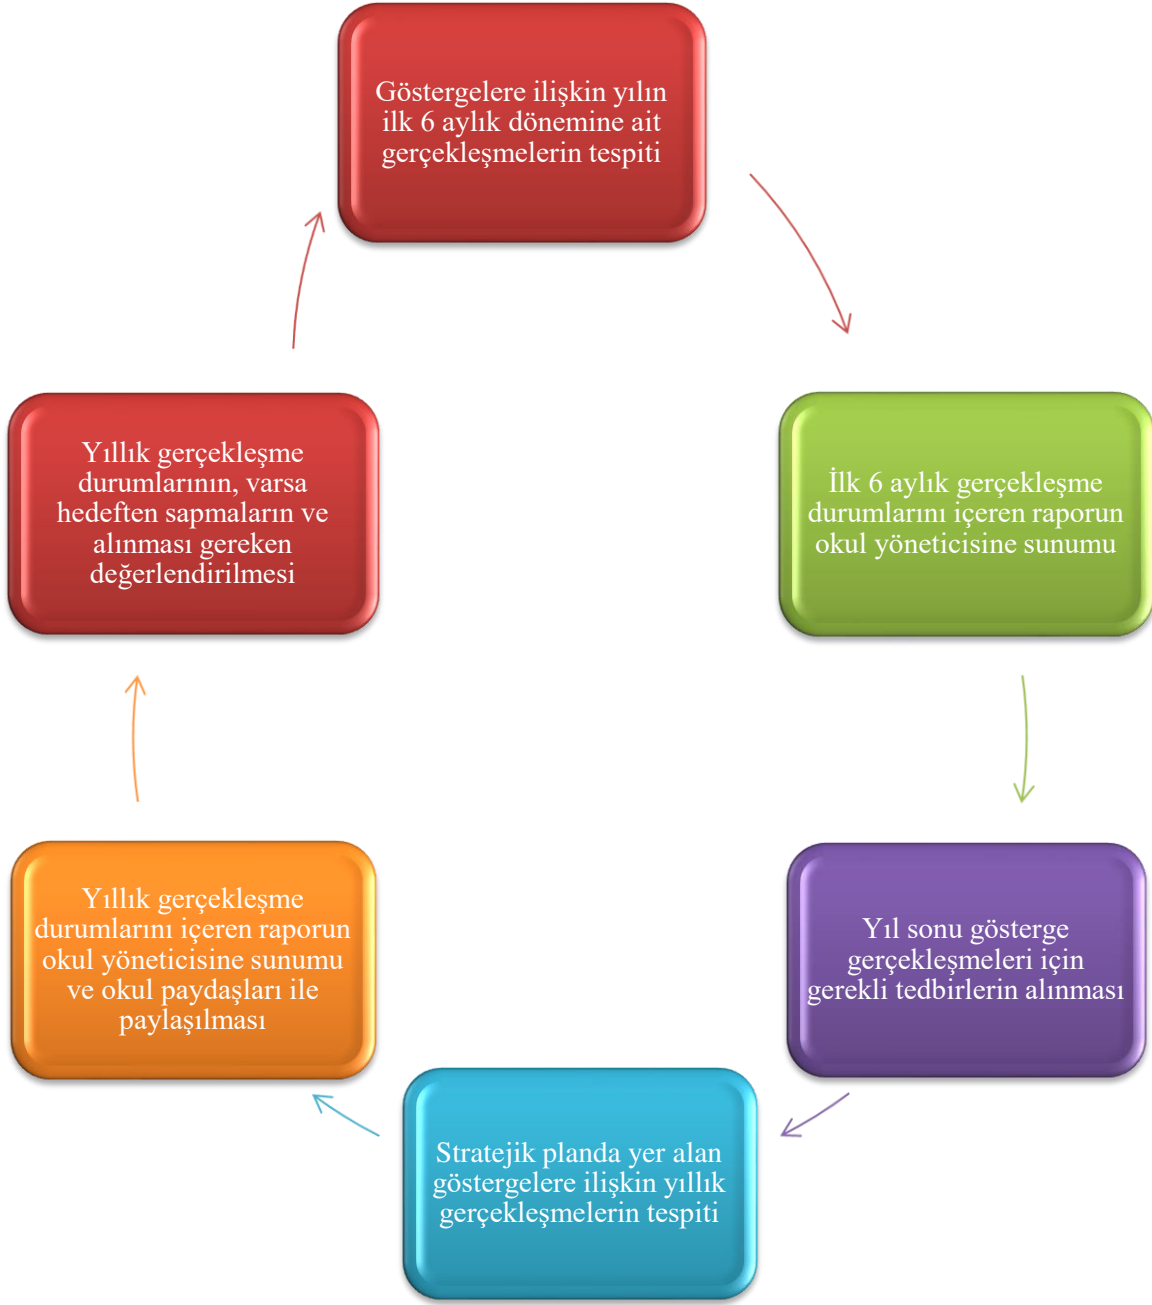 Göstergelere ilişkin yılın
ilk 6 aylık dönemine ait
gerçekleşmelerin tespiti
İlk 6 aylık gerçekleşme
durumlarını içeren raporun
okul yöneticisine sunumu
Yıl sonu gösterge
gerçekleşmeleri için
gerekli tedbirlerin alınması
Stratejik planda yer alan
göstergelere ilişkin yıllık
gerçekleşmelerin tespiti
Yıllık gerçekleşme
durumlarını içeren raporun
okul yöneticisine sunumu
ve okul paydaşları ile
paylaşılması
Yıllık gerçekleşme
durumlarının, varsa
hedeften sapmaların ve
alınması gereken
değerlendirilmesi